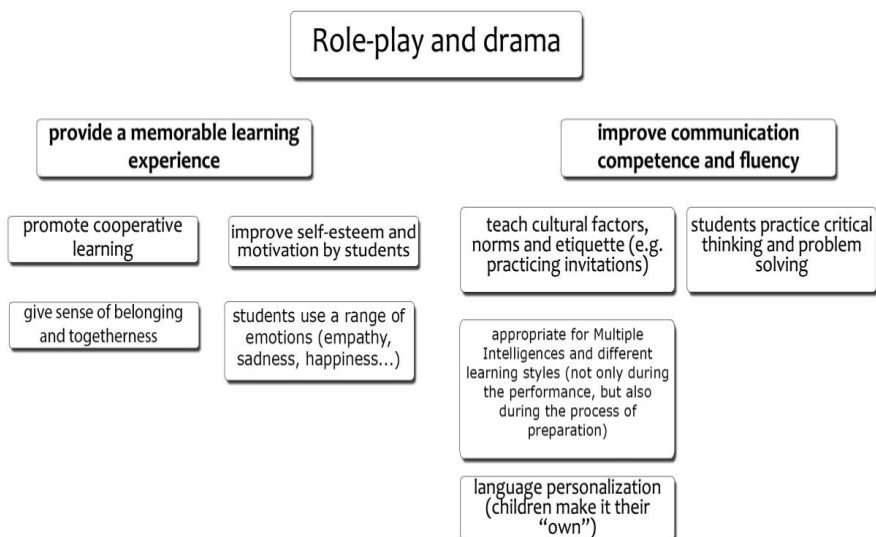 Role-play and drama
provide a memorable learning
experience
improve communication
competence and fluency
promote cooperative
learning
improve self-esteem and
motivation by students
teach cultural factors,
norms and etiquette (e.g.
practicing invitations)
students practice critical
thinking and problem
solving
give sense of belonging
and togetherness
students use a range of
emotions (empathy,
sadness, happiness...)
appropriate for Multiple
Intelligences and different
learning styles (not only during
the performance, but also
during the process of
preparation)
language personalization
(children make it their
“own”)